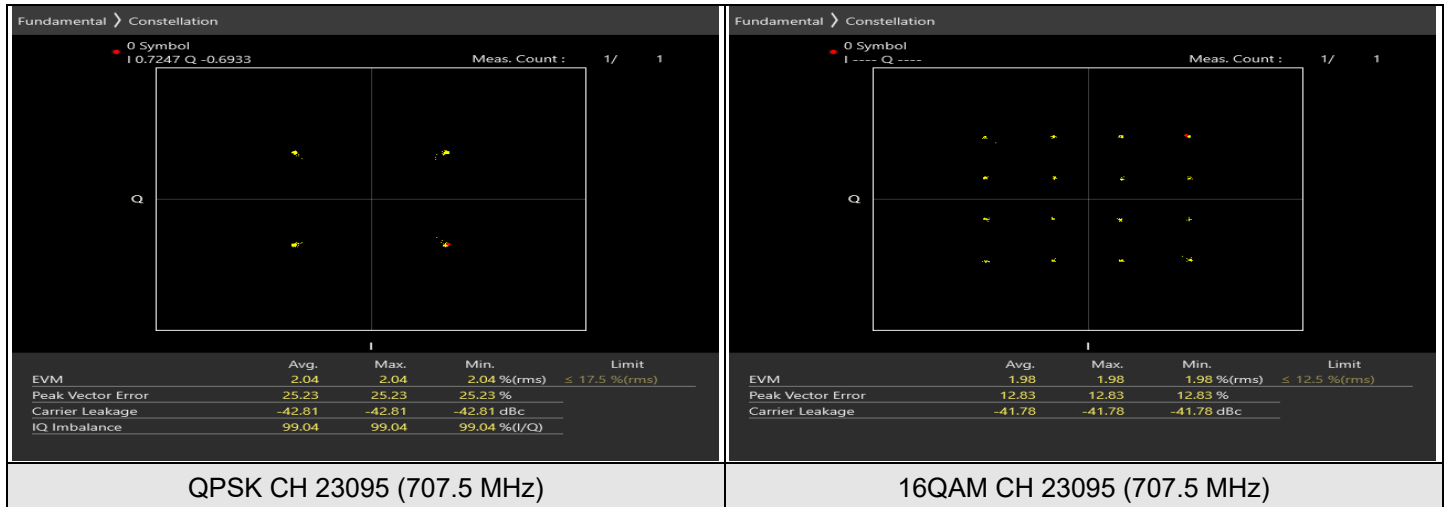 Fundamental ❯ Constellation
0 Symbol
I 0.7247 Q -0.6933 Meas. Count : 1/ 1
Q
I
Avg. Max. Min. Limit
EVM 2.04 2.04 2.04 %(rms) ≤ 17.5 %(rms)
Peak Vector Error 25.23 25.23 25.23 %
Carrier Leakage -42.81 -42.81 -42.81 dBc
IQ Imbalance 99.04 99.04 99.04 %(I/Q)
QPSK CH 23095 (707.5 MHz)
Fundamental ❯ Constellation
0 Symbol
I ---- Q ---- Meas. Count : 1/ 1
Q
I
Avg. Max. Min. Limit
EVM 1.98 1.98 1.98 %(rms) ≤ 12.5 %(rms)
Peak Vector Error 12.83 12.83 12.83 %
Carrier Leakage -41.78 -41.78 -41.78 dBc
16QAM CH 23095 (707.5 MHz)